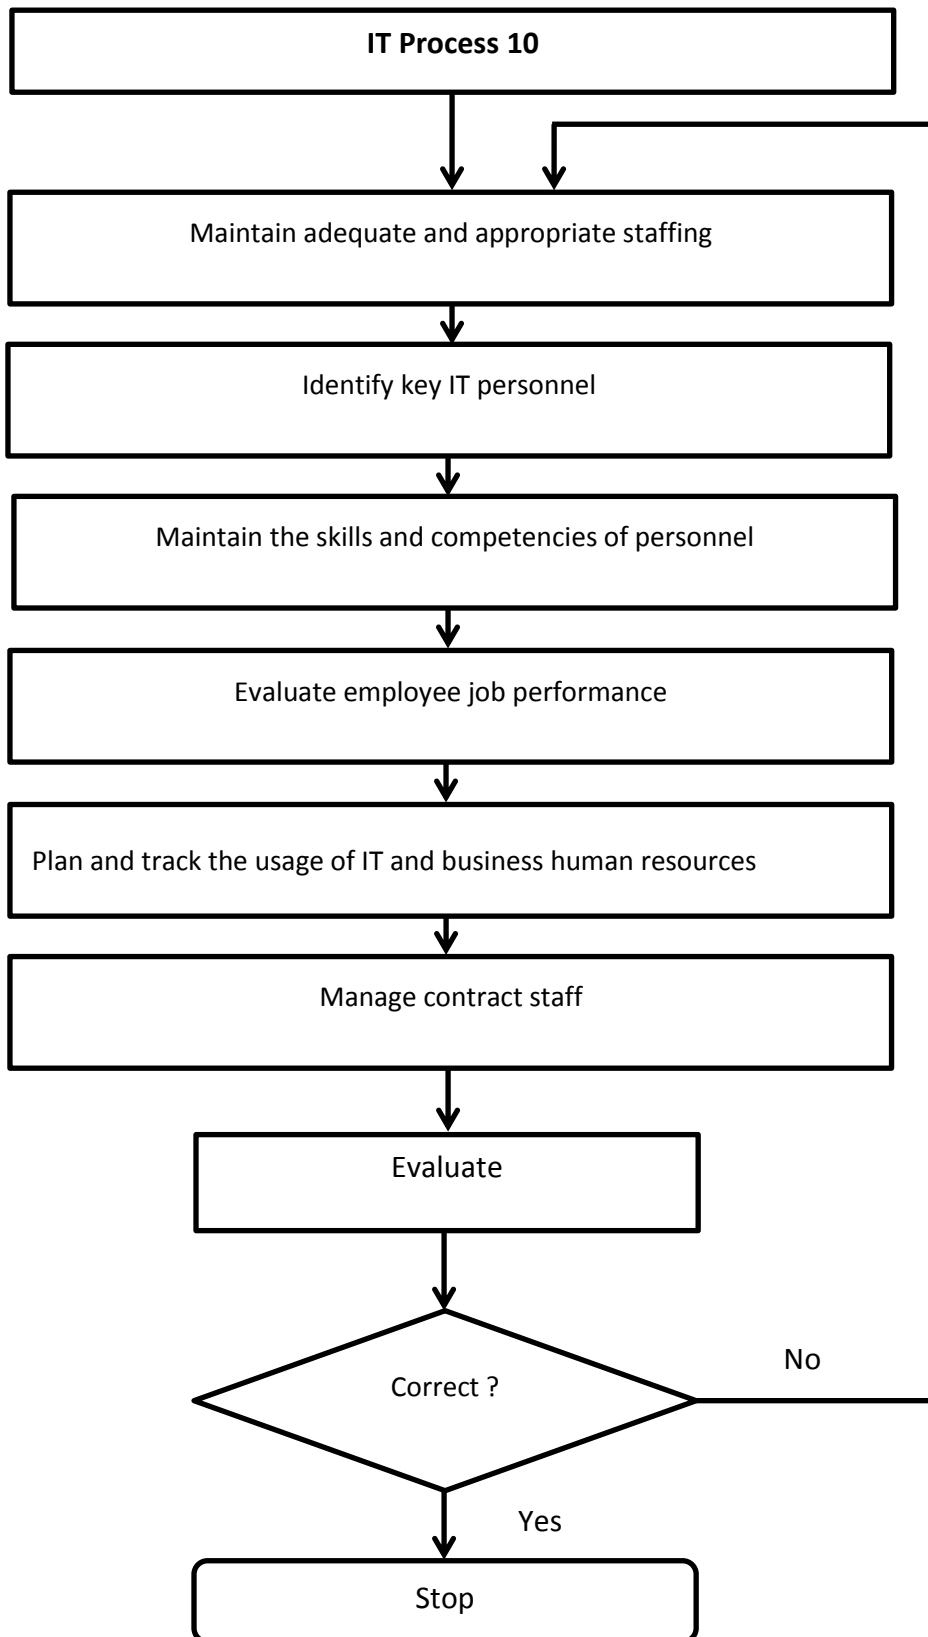 IT Process 10
Maintain adequate and appropriate staffing
Identify key IT personnel
Maintain the skills and competencies of personnel
Evaluate employee job performance
Plan and track the usage of IT and business human resources
Manage contract staff
Evaluate
Correct ?
No
Yes
Stop